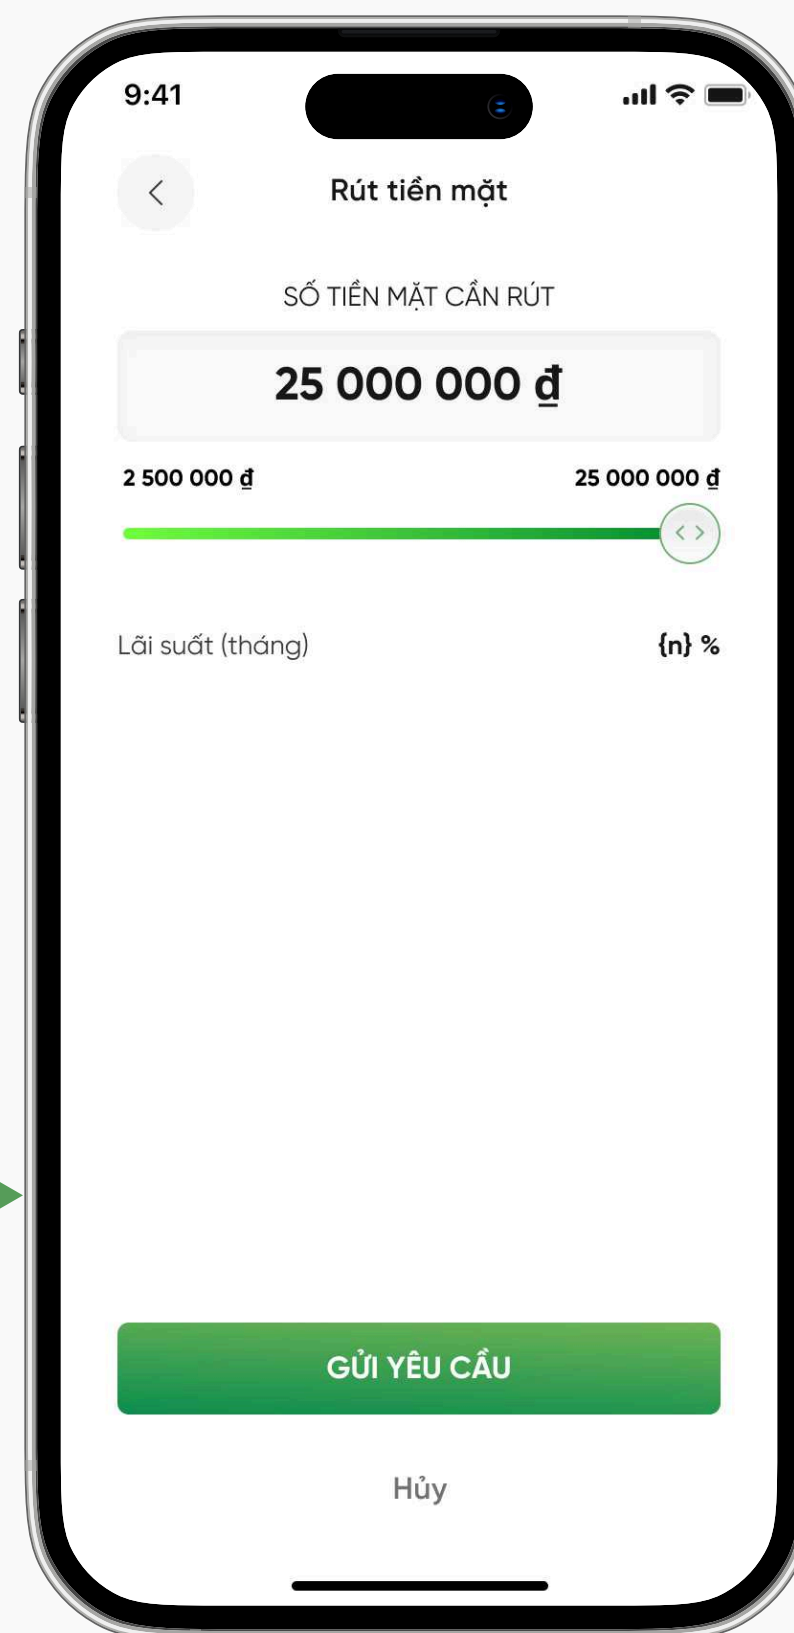 9:41
Rút tiền mặt
SỐ TIỀN MẶT CẦN RÚT
25 000 000 ₫
2 500 000 ₫ 25 000 000 ₫
Lãi suất (tháng) {n} %
GỬI YÊU CẦU
Hủy